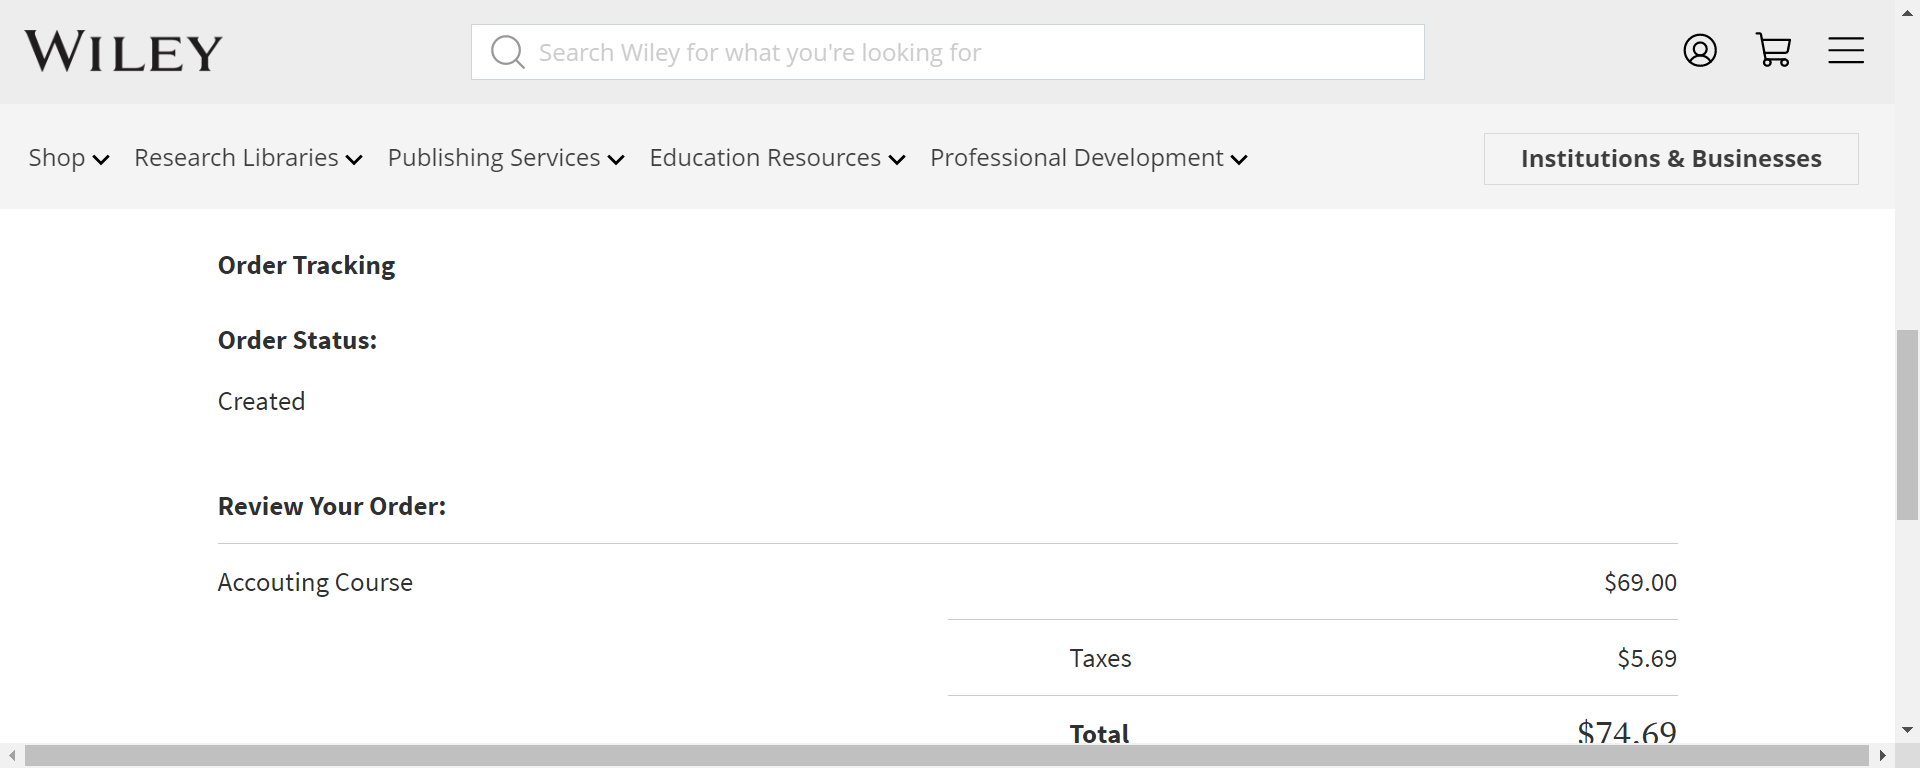 WILEY
Search Wiley for what you're looking for
Shop Research Libraries Publishing Services Education Resources Professional Development Institutions & Businesses
Order Tracking
Order Status:
Created
Review Your Order:
Accouting Course $69.00
Taxes $5.69
Total $74.69